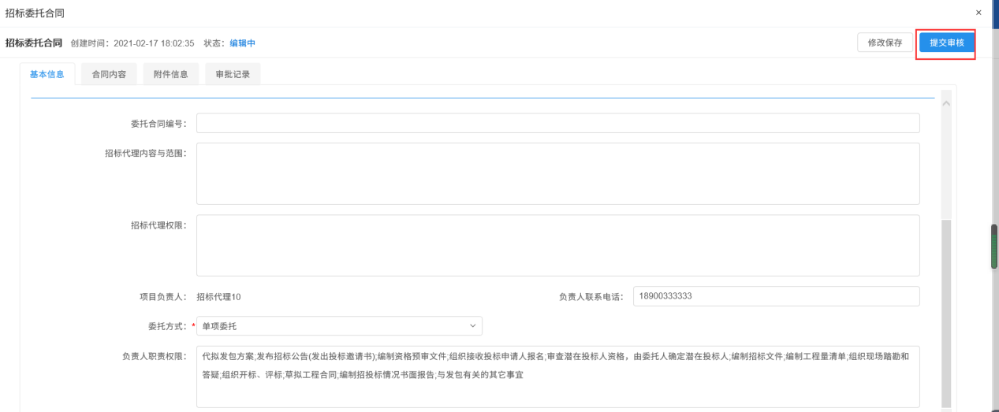 招标委托合同 ×
招标委托合同 创建时间：2021-02-17 18:02:35 状态：编辑中 修改保存 提交审核
基本信息 合同内容 附件信息 审批记录
委托合同编号：
招标代理内容与范围：
招标代理权限：
项目负责人： 招标代理10 负责人联系电话： 18900333333
委托方式：* 单项委托
负责人职责权限： 代拟发包方案;发布招标公告(发出投标邀请书);编制资格预审文件;组织接收投标申请人报名;审查潜在投标人资格，由委托人确定潜在投标人;编制招标文件;编制工程量清单;组织现场踏勘和
答疑;组织开标、评标;草拟工程合同;编制招投标情况书面报告;与发包有关的其它事宜